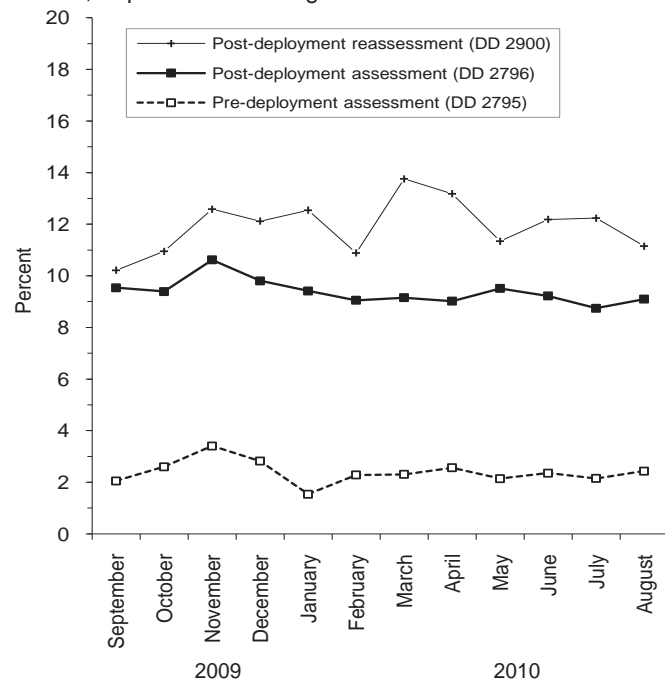 Post-deployment reassessment (DD 2900)
Post-deployment assessment (DD 2796)
Pre-deployment assessment (DD 2795)
Percent
20
18
16
14
12
10
8
6
4
2
0
September
October
November
December
January
February
March
April
May
June
July
August
2009
2010